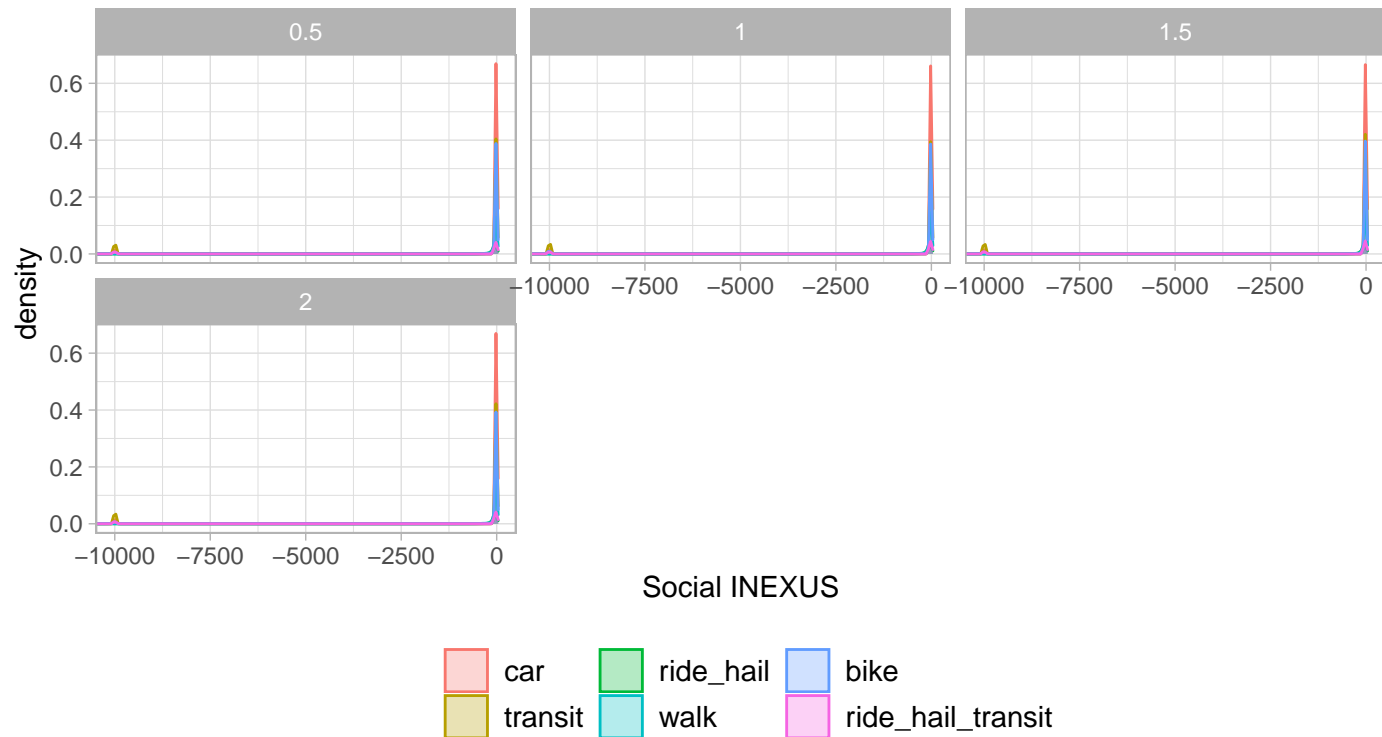 0.5 1 1.5
0.6
0.4
0.2
0.0
−10000 −7500 −5000 −2500 0 −10000 −7500 −5000 −2500 0
2
0.6
0.4
0.2
0.0
−10000 −7500 −5000 −2500 0
density
Social INEXUS
car ride_hail bike
transit walk ride_hail_transit